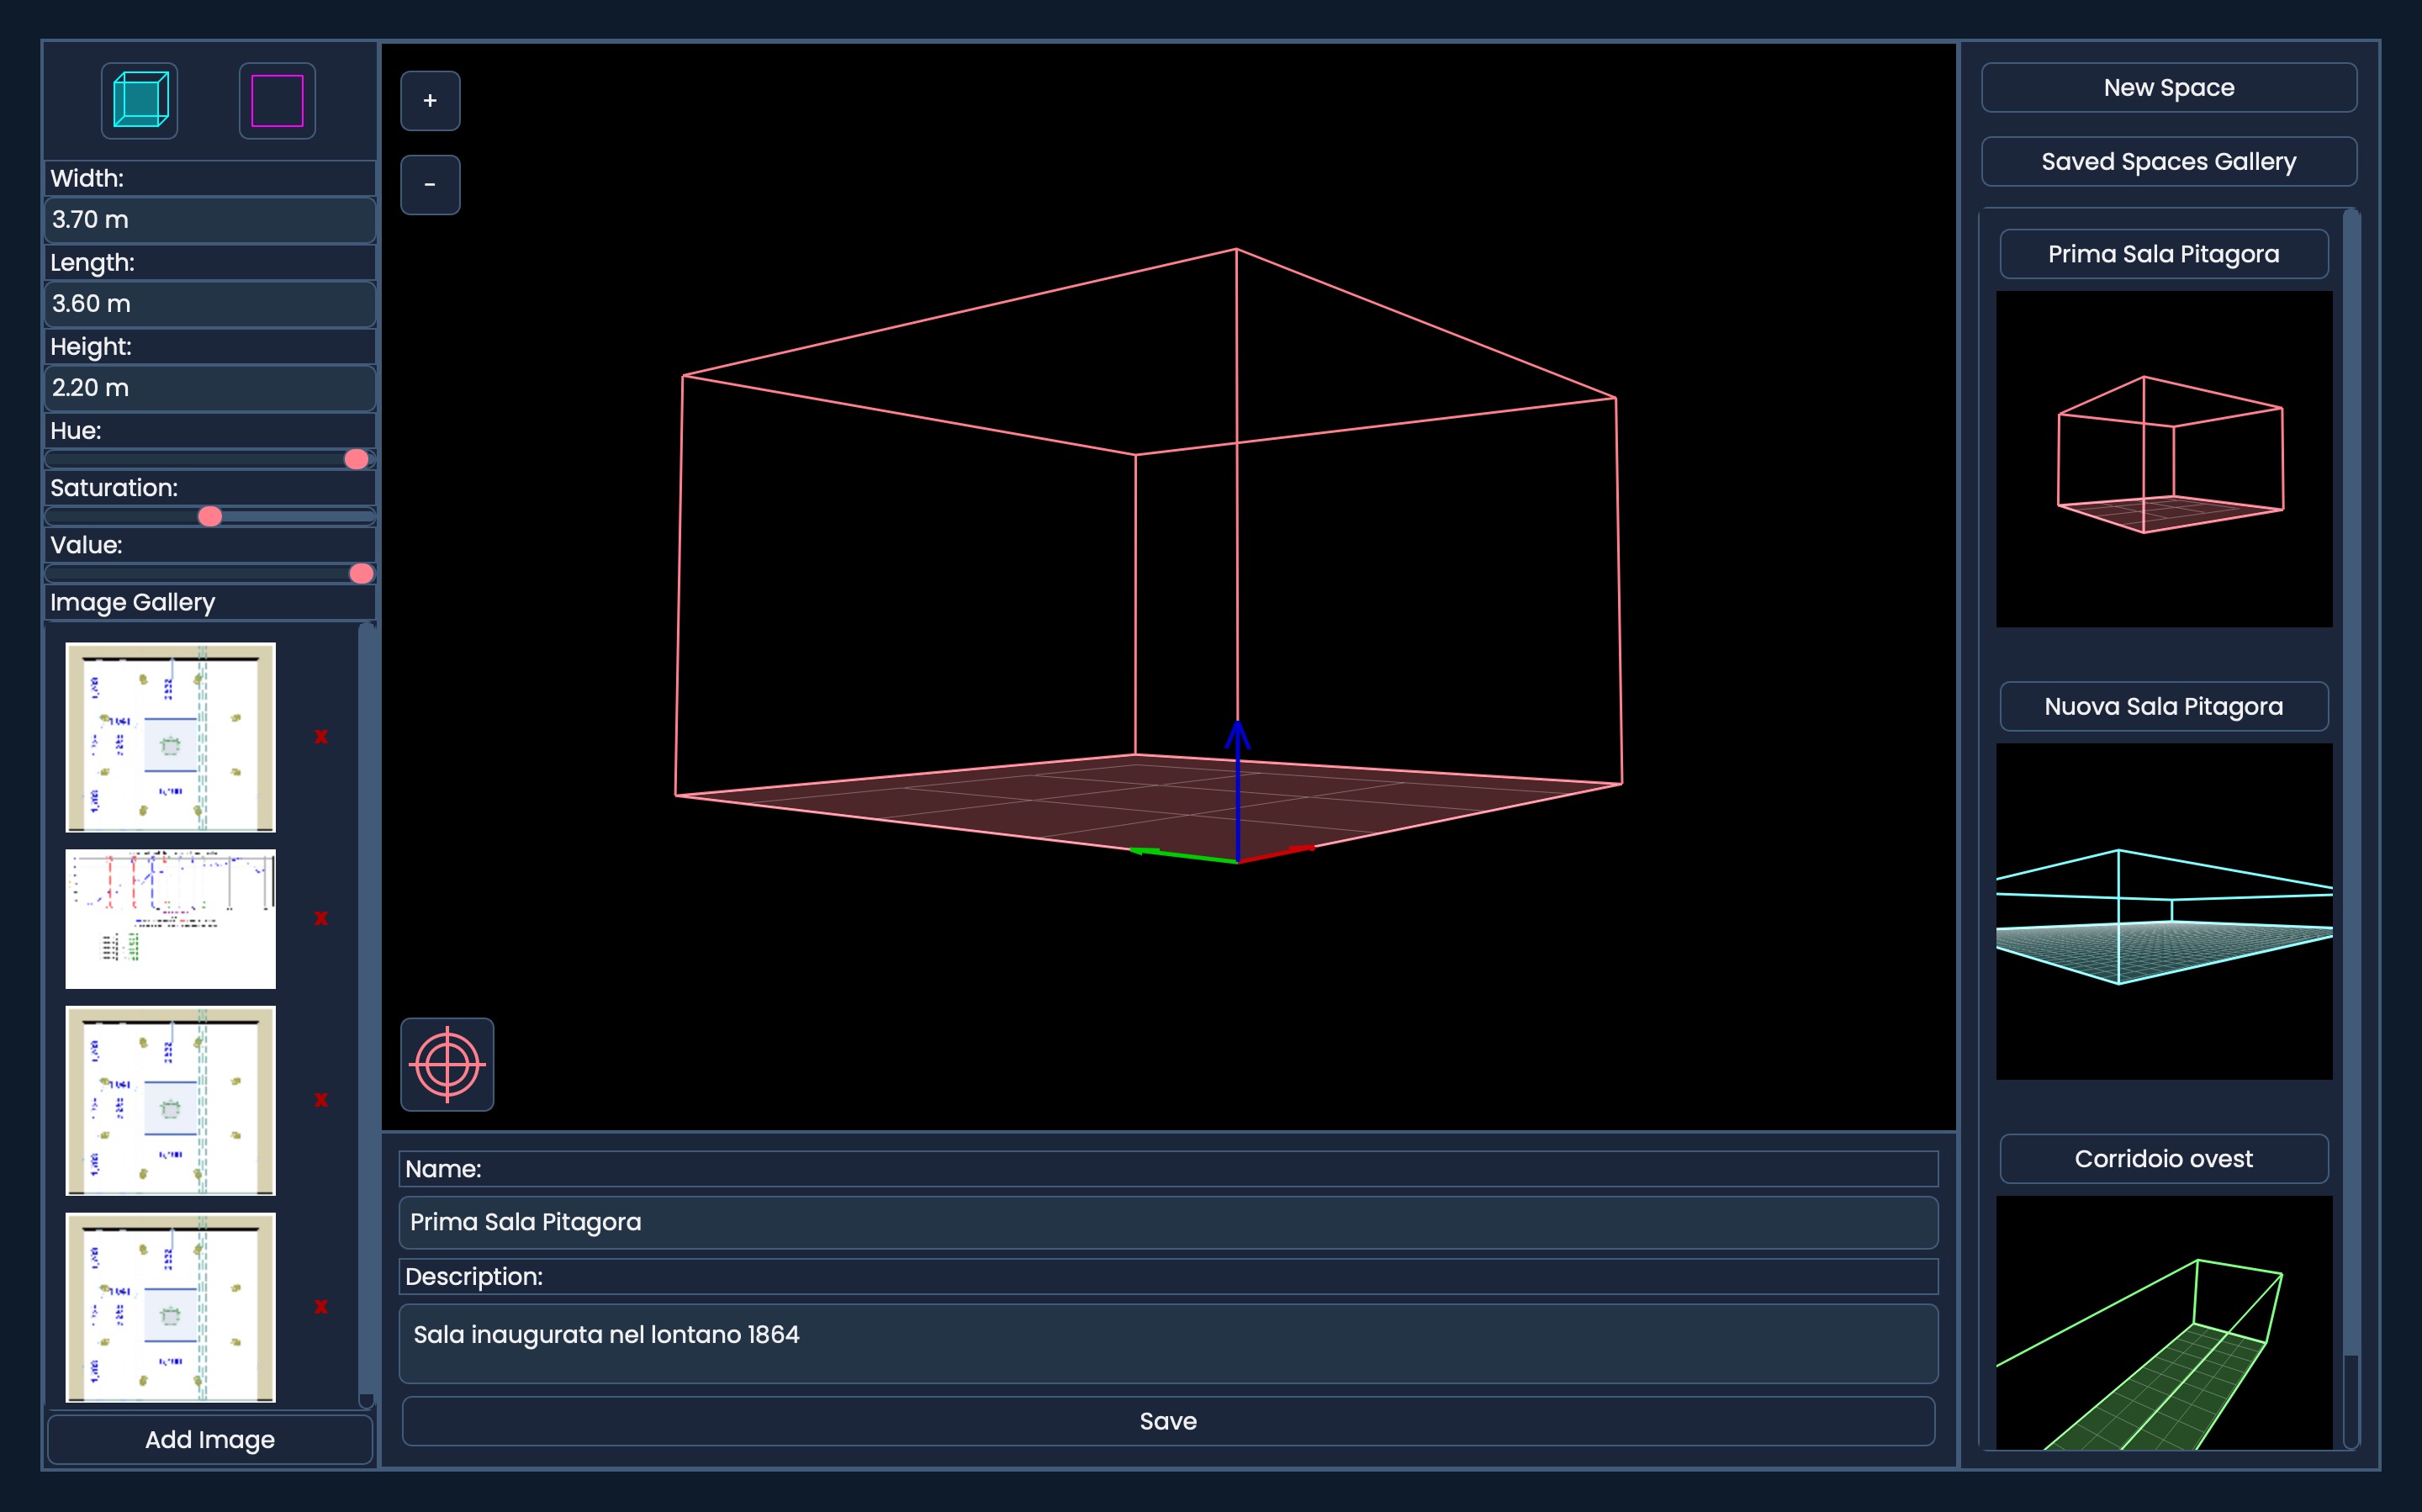 Width:
3.70 m
Length:
3.60 m
Height:
2.20 m
Hue:
Saturation:
Value:
Image Gallery
x
x
x
x
Add Image
+
-
Name:
Prima Sala Pitagora
Description:
Sala inaugurata nel lontano 1864
Save
New Space
Saved Spaces Gallery
Prima Sala Pitagora
Nuova Sala Pitagora
Corridoio ovest